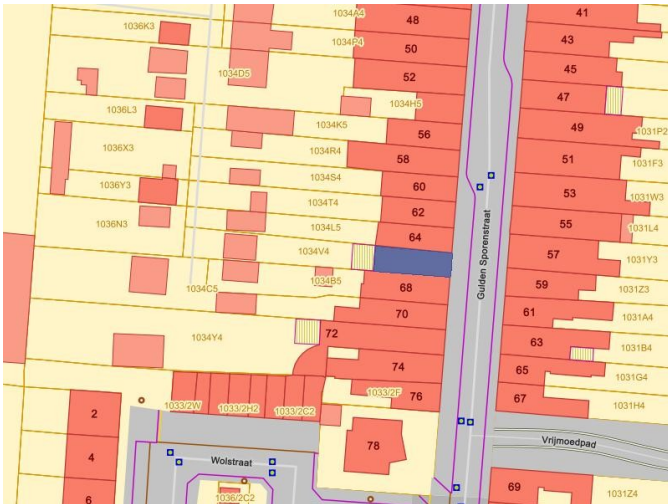 1034A4
48
41
1036K3
1034P4
43
50
45
1034D5
52
47
1034H5
1036L3
1034K5
56
49
1031P2
1036X3
1034R4
58
51
1031F3
1036Y3
1034S4
60
53
1031W3
1034T4
62
1036N3
1034L5
55
1031L4
64
1034V4
57
1031Y3
Gulden Sporenstraat
1034C5
1034B5
68
59
1031Z3
70
61
1031A4
1034Y4
72
63
1031B4
74
65
1031G4
1033/2F
76
67
1031H4
1033/2W
1033/2H2
1033/2C2
2
78
Vrijmoedpad
4
Wolstraat
6
1036/2C2
69
1031Z4